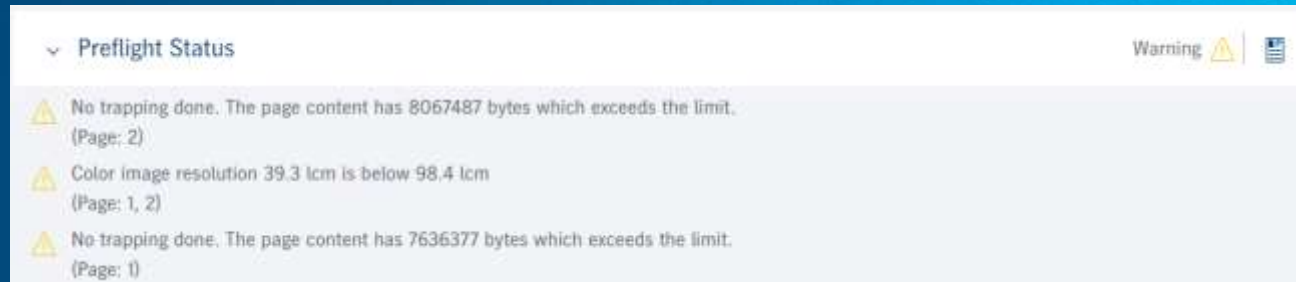 Preflight Status
Warning
No trapping done. The page content has 8067487 bytes which exceeds the limit.
(Page: 2)
Color image resolution 39.3 lcm is below 98.4 lcm
(Page: 1, 2)
No trapping done. The page content has 7636377 bytes which exceeds the limit.
(Page: 1)